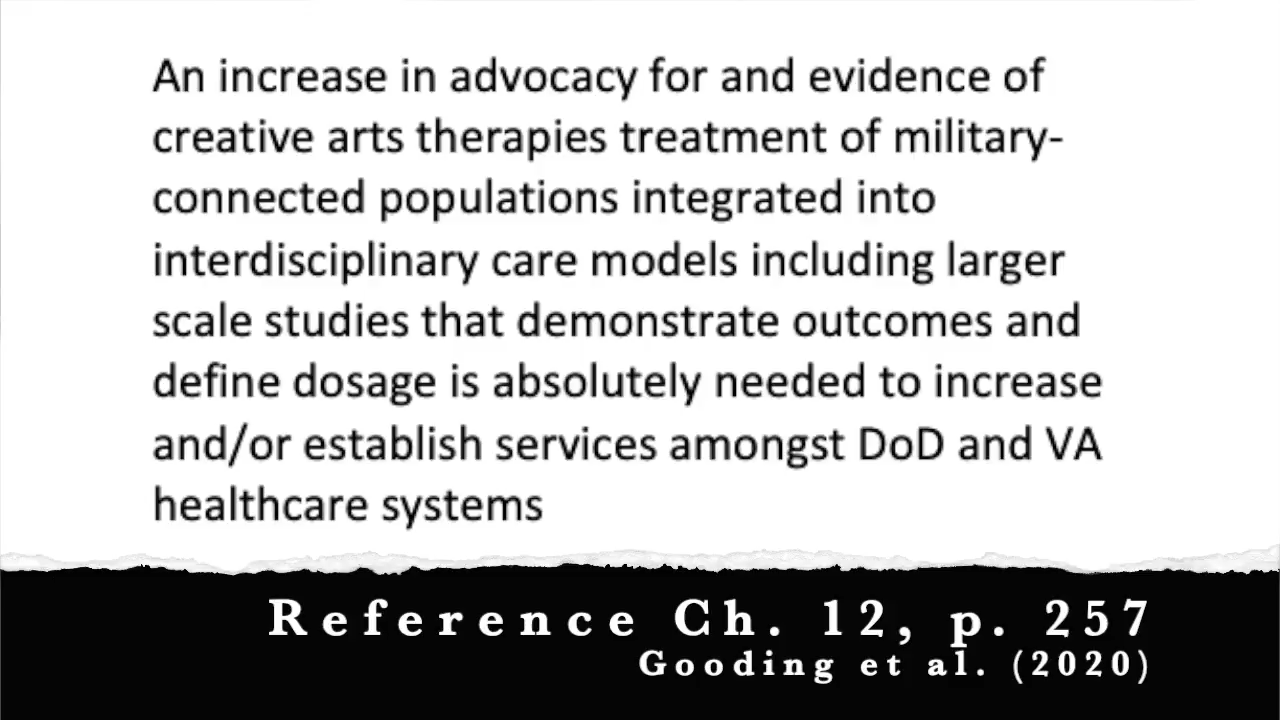 An increase in advocacy for and evidence of
creative arts therapies treatment of military-
connected populations integrated into
interdisciplinary care models including larger
scale studies that demonstrate outcomes and
define dosage is absolutely needed to increase
and/or establish services amongst DoD and VA
healthcare systems
Reference Ch. 12, p. 257
Gooding et al. (2020)